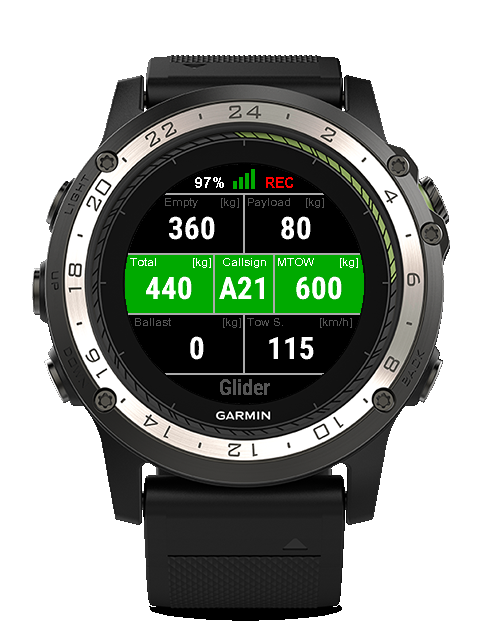 24
2
4
6
8
10
12
14
16
18
20
22
LIGHT
UP
DOWN
BACK
97% REC
Empty [kg] Payload [kg]
360 80
Total [kg] Callsign MTOW [kg]
440 A21 600
Ballast [kg] Tow S. [km/h]
0 115
Glider
GARMIN